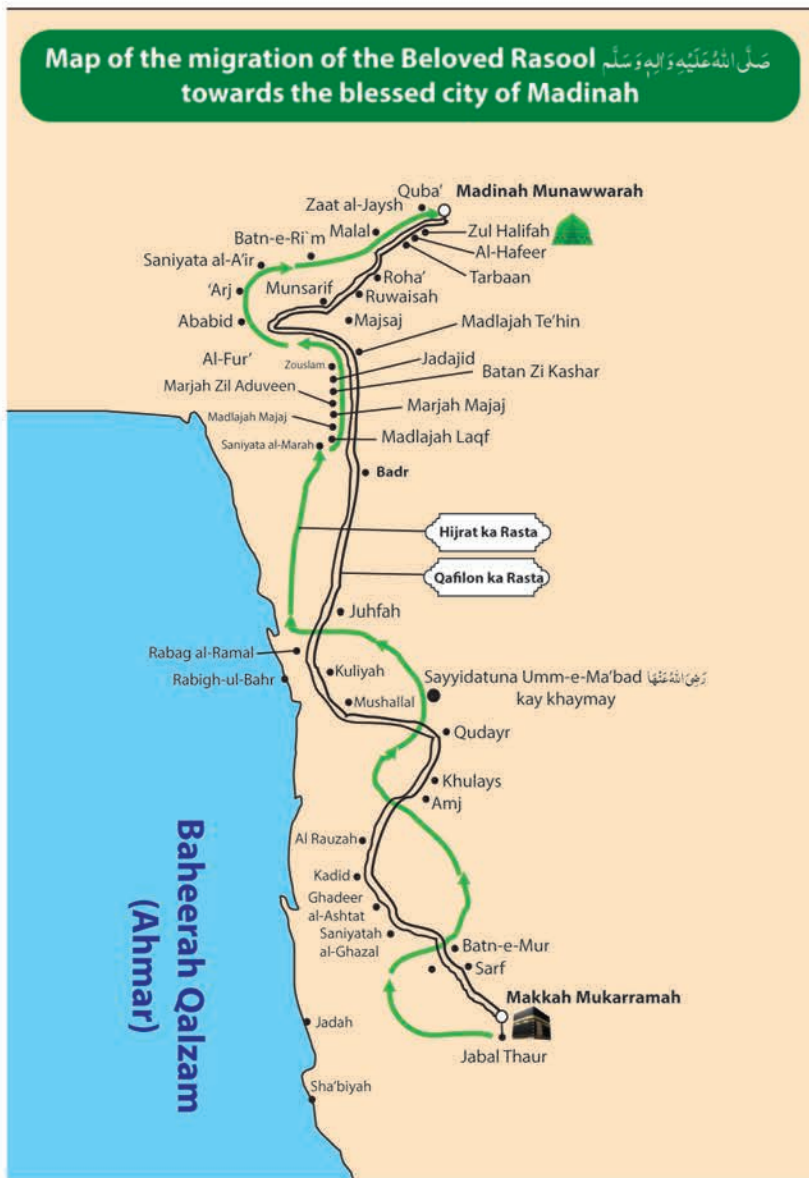 Map of the migration of the Beloved Rasool صَلَّى اللهُ عَلَيْهِ وَاٰلِهٖ وَسَلَّم
towards the blessed city of Madinah
Quba'
Madinah Munawwarah
Zaat al-Jaysh
Malal
Zul Halifah
Batn-e-Ri`m
Al-Hafeer
Saniyata al-A'ir
Tarbaan
Roha'
'Arj
Munsarif
Ruwaisah
Ababid
Majsaj
Madlajah Te'hin
Al-Fur'
Zouslam
Jadajid
Batan Zi Kashar
Marjah Zil Aduveen
Marjah Majaj
Madlajah Majaj
Madlajah Laqf
Saniyata al-Marah
Badr
Hijrat ka Rasta
Qafilon ka Rasta
Juhfah
Rabag al-Ramal
Kuliyah
Rabigh-ul-Bahr
Sayyidatuna Umm-e-Ma'bad رَضِىَ اللهُ عَنْهَا
kay khaymay
Mushallal
Qudayr
Khulays
Amj
Al Rauzah
Kadid
Ghadeer
al-Ashtat
Saniyatah
al-Ghazal
Batn-e-Mur
Sarf
Makkah Mukarramah
Jadah
Jabal Thaur
Sha'biyah
Baheerah Qalzam
(Ahmar)